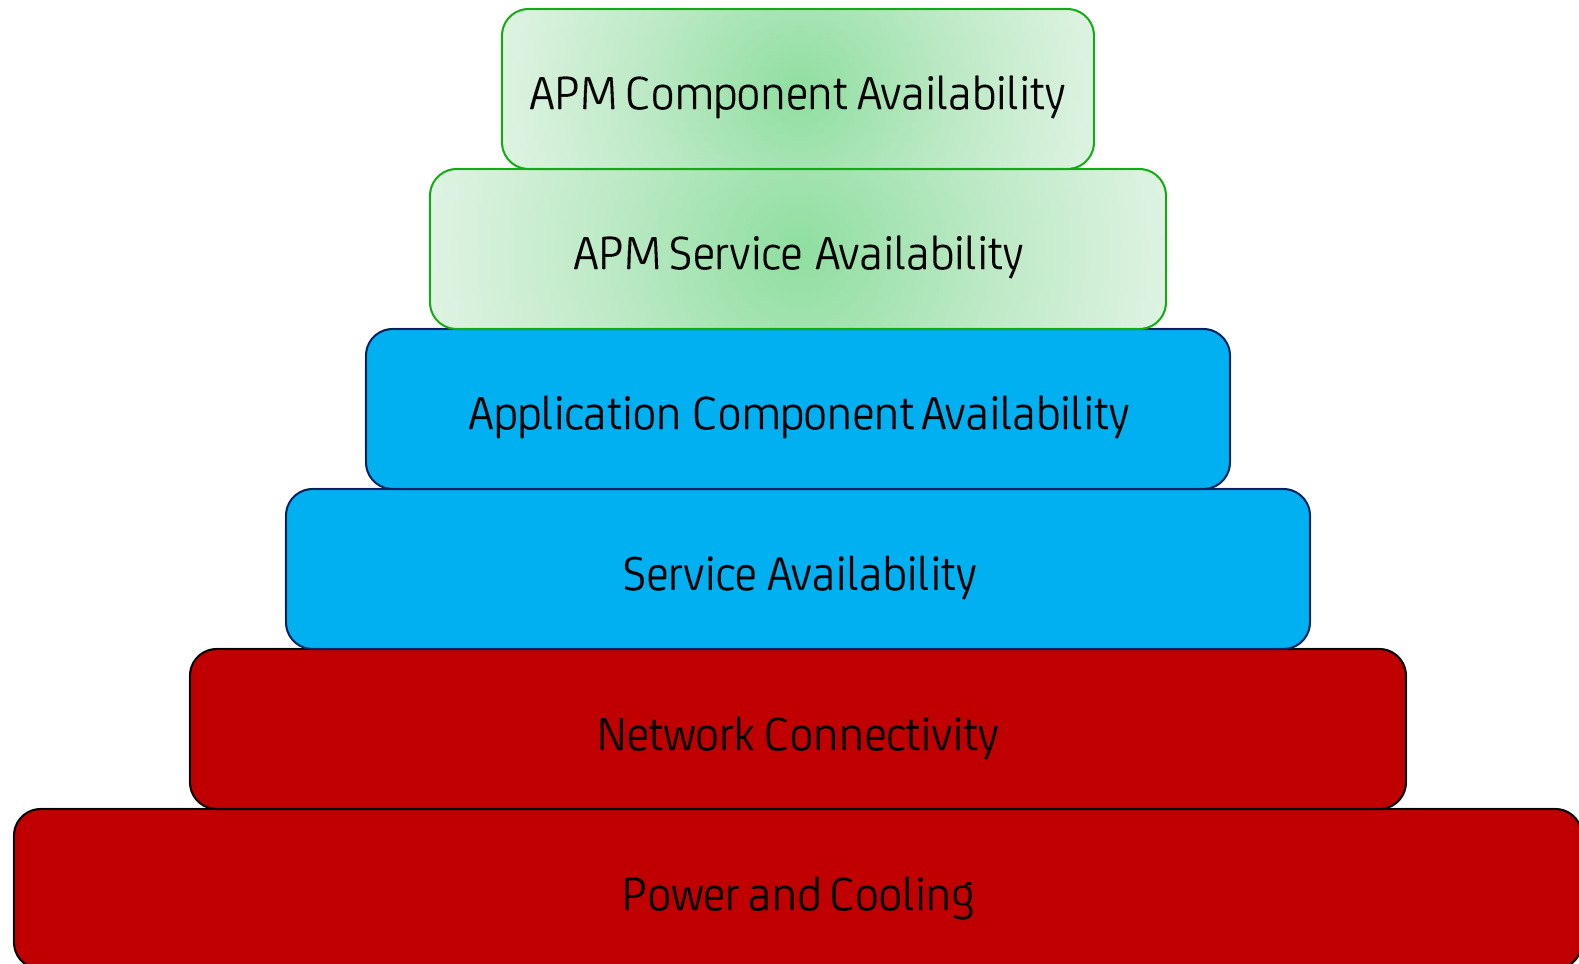 APM Component Availability
APM Service Availability
Application Component Availability
Service Availability
Network Connectivity
Power and Cooling